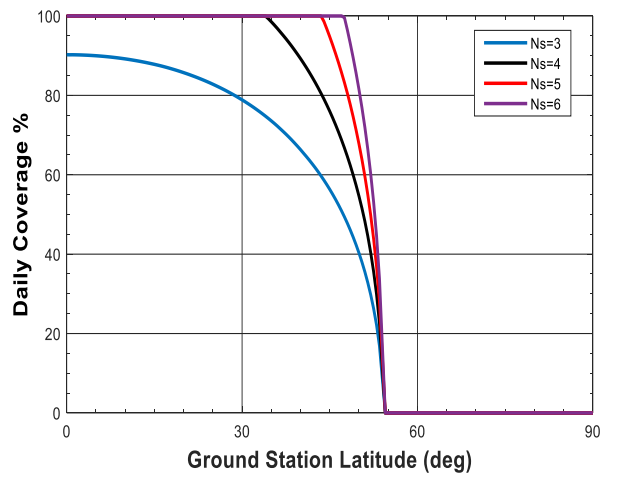 100
80
60
40
20
0
Daily Coverage %
Ns=3
Ns=4
Ns=5
Ns=6
0 30 60 90
Ground Station Latitude (deg)